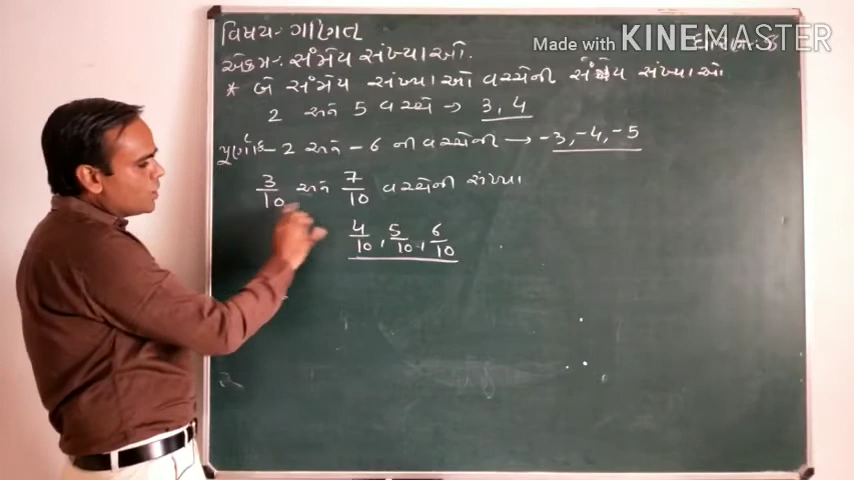 વિષય:- ગણિત
Made with KINEMASTER
એકમ:- સંમેય સંખ્યાઓ.
* બે સંમેય સંખ્યાઓ વચ્ચેની સંમેય સંખ્યાઓ
2 અને 5 વચ્ચે → 3, 4
પૂર્ણાંક -2 અને -6 ની વચ્ચેની → -3, -4, -5
3/10 અને 7/10 વચ્ચેની સંખ્યા
4/10, 5/10, 6/10